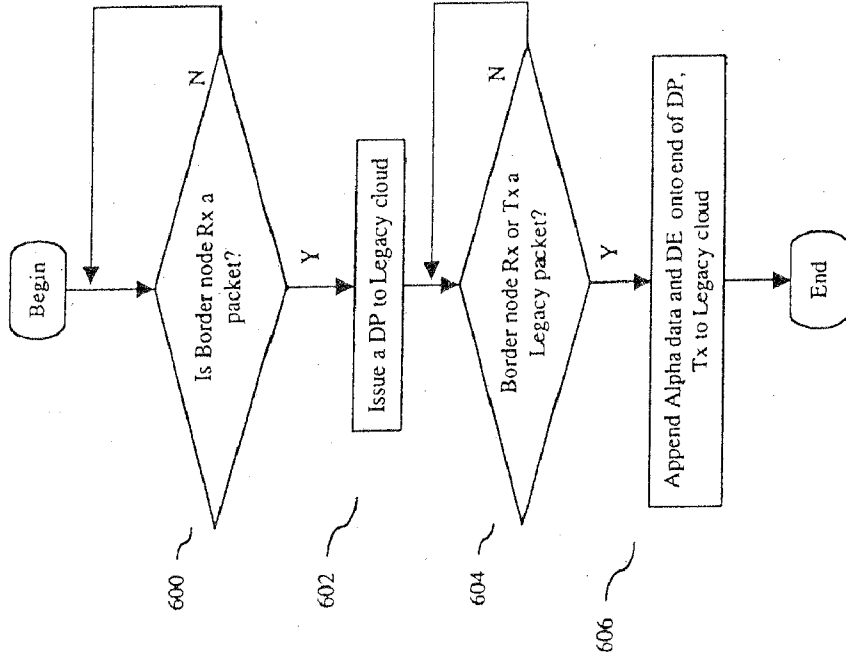 Begin
600
Is Border node Rx a
packet?
N
Y
602
Issue a DP to Legacy cloud
604
Border node Rx or Tx a
Legacy packet?
N
Y
606
Append Alpha data and DE onto end of DP,
Tx to Legacy cloud
End